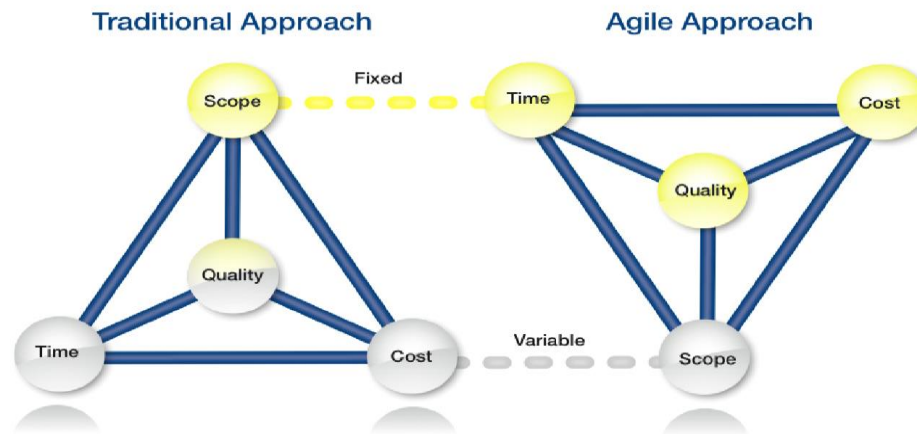 Traditional Approach
Agile Approach
Fixed
Scope
Time
Cost
Quality
Quality
Variable
Time
Cost
Scope